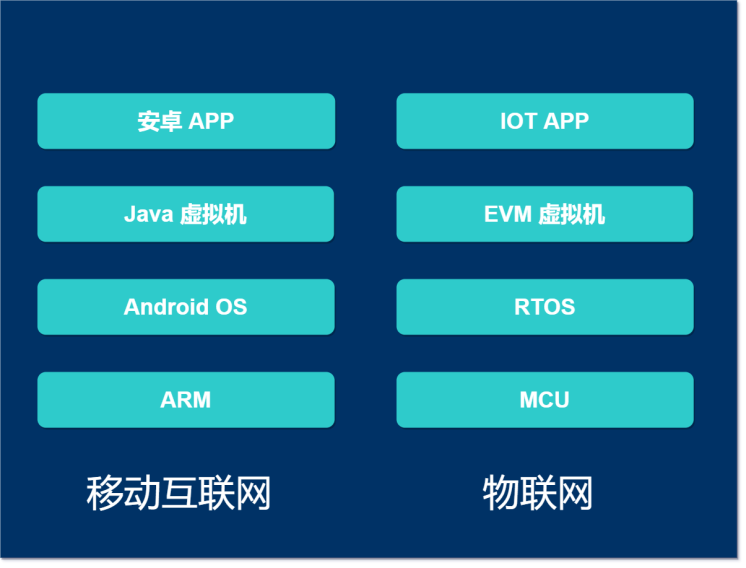 安卓 APP
IOT APP
Java 虚拟机
EVM 虚拟机
Android OS
RTOS
ARM
MCU
移动互联网
物联网